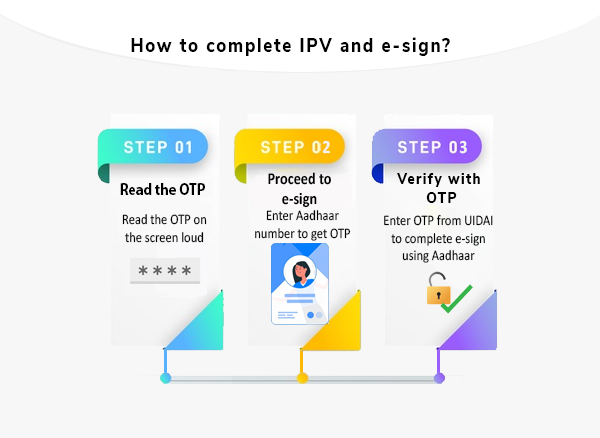 How to complete IPV and e-sign?
STEP 01
Read the OTP
Read the OTP on
the screen loud
****
STEP 02
Proceed to
e-sign
Enter Aadhaar
number to get OTP
STEP 03
Verify with
OTP
Enter OTP from UIDAI
to complete e-sign
using Aadhaar